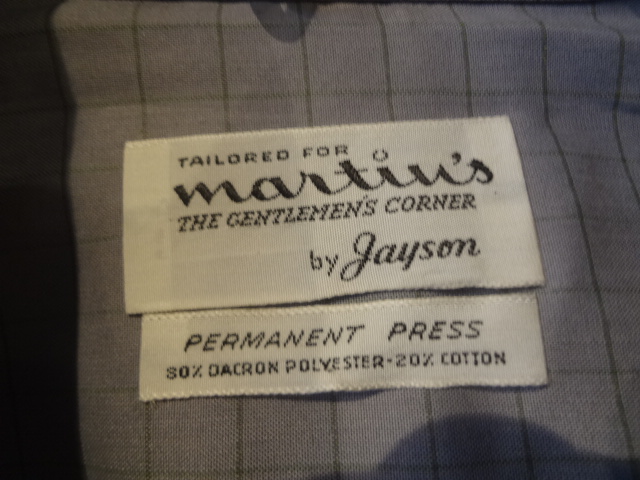 TAILORED FOR
martin's
THE GENTLEMEN'S CORNER
by Jayson
PERMANENT PRESS
80% DACRON POLYESTER-20% COTTON